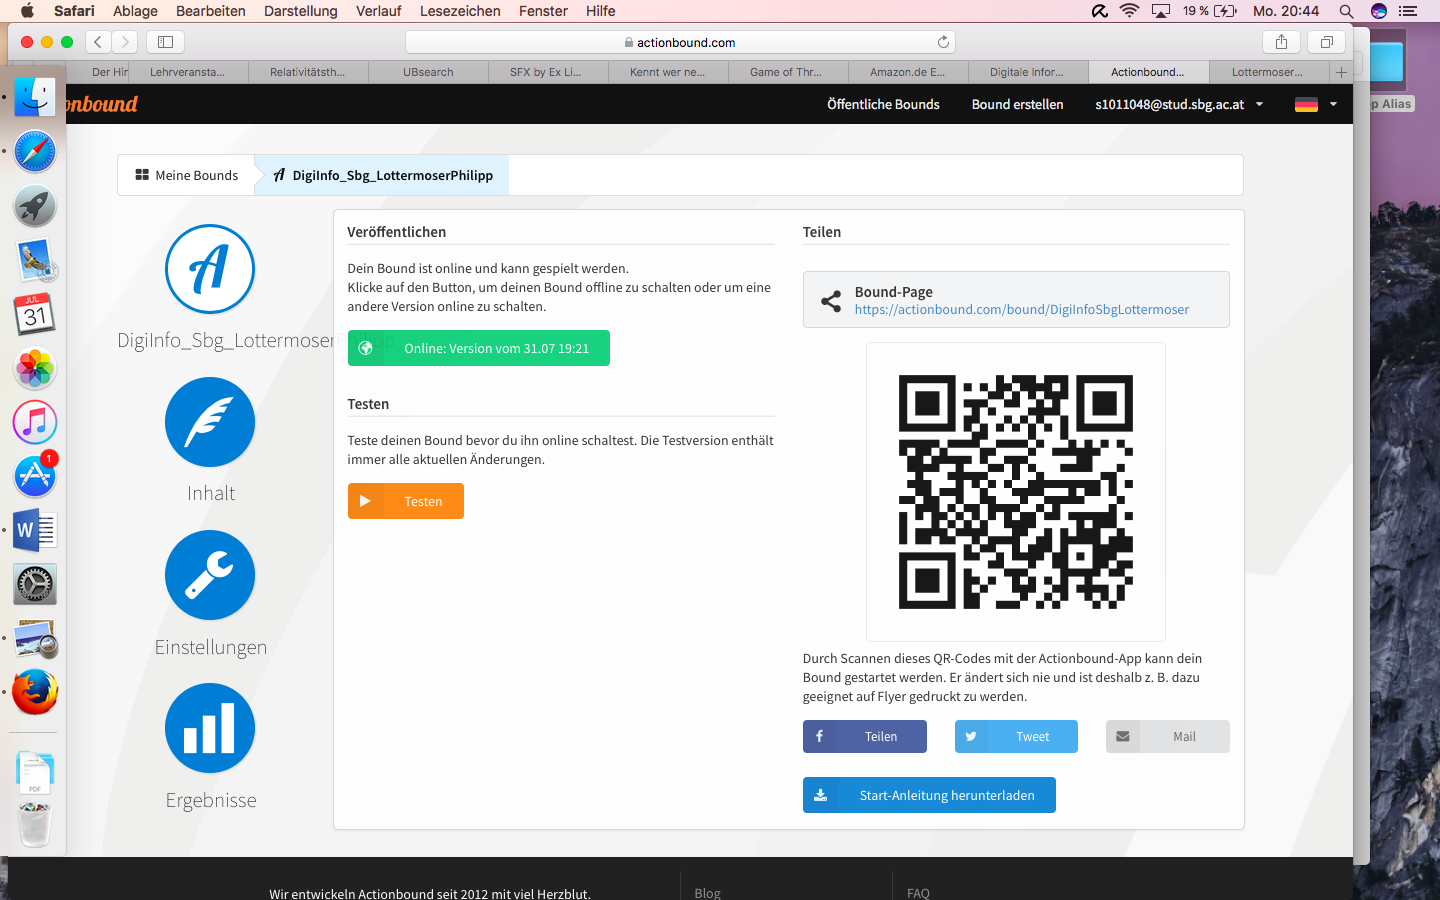 Safari Ablage Bearbeiten Darstellung Verlauf Lesezeichen Fenster Hilfe 19 % Mo. 20:44
actionbound.com
Der Hir Lehrveransta... Relativitätsth... UBsearch SFX by Ex Li... Kennt wer ne... Game of Thr... Amazon.de E... Digitale Infor... Actionbound... Lottermoser...
onbound Öffentliche Bounds Bound erstellen s1011048@stud.sbg.ac.at
p Alias
Meine Bounds DigiInfo_Sbg_LottermoserPhilipp
DigiInfo_Sbg_LottermoserPhilipp
Inhalt
Einstellungen
Ergebnisse
Veröffentlichen
Dein Bound ist online und kann gespielt werden.
Klicke auf den Button, um deinen Bound offline zu schalten oder um eine
andere Version online zu schalten.
Online: Version vom 31.07 19:21
Testen
Teste deinen Bound bevor du ihn online schaltest. Die Testversion enthält
immer alle aktuellen Änderungen.
Testen
Teilen
Bound-Page
https://actionbound.com/bound/DigiInfoSbgLottermoser
Durch Scannen dieses QR-Codes mit der Actionbound-App kann dein
Bound gestartet werden. Er ändert sich nie und ist deshalb z. B. dazu
geeignet auf Flyer gedruckt zu werden.
Teilen Tweet Mail
Start-Anleitung herunterladen
JUL
31
1
W
PDF
Wir entwickeln Actionbound seit 2012 mit viel Herzblut. Blog FAQ